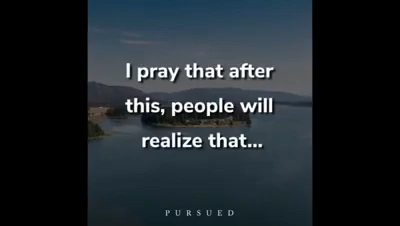 I pray that after
this, people will
realize that...
PURSUED